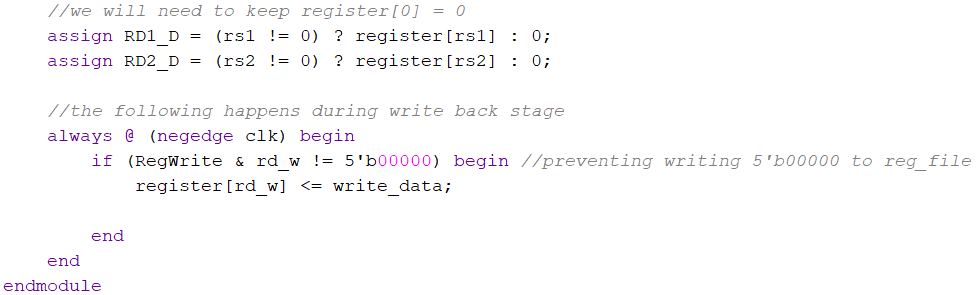 //we will need to keep register[0] = 0
assign RD1_D = (rs1 != 0) ? register[rs1] : 0;
assign RD2_D = (rs2 != 0) ? register[rs2] : 0;
//the following happens during write back stage
always @ (negedge clk) begin
if (RegWrite & rd_w != 5'b00000) begin //preventing writing 5'b00000 to reg_file
register[rd_w] <= write_data;
end
end
endmodule